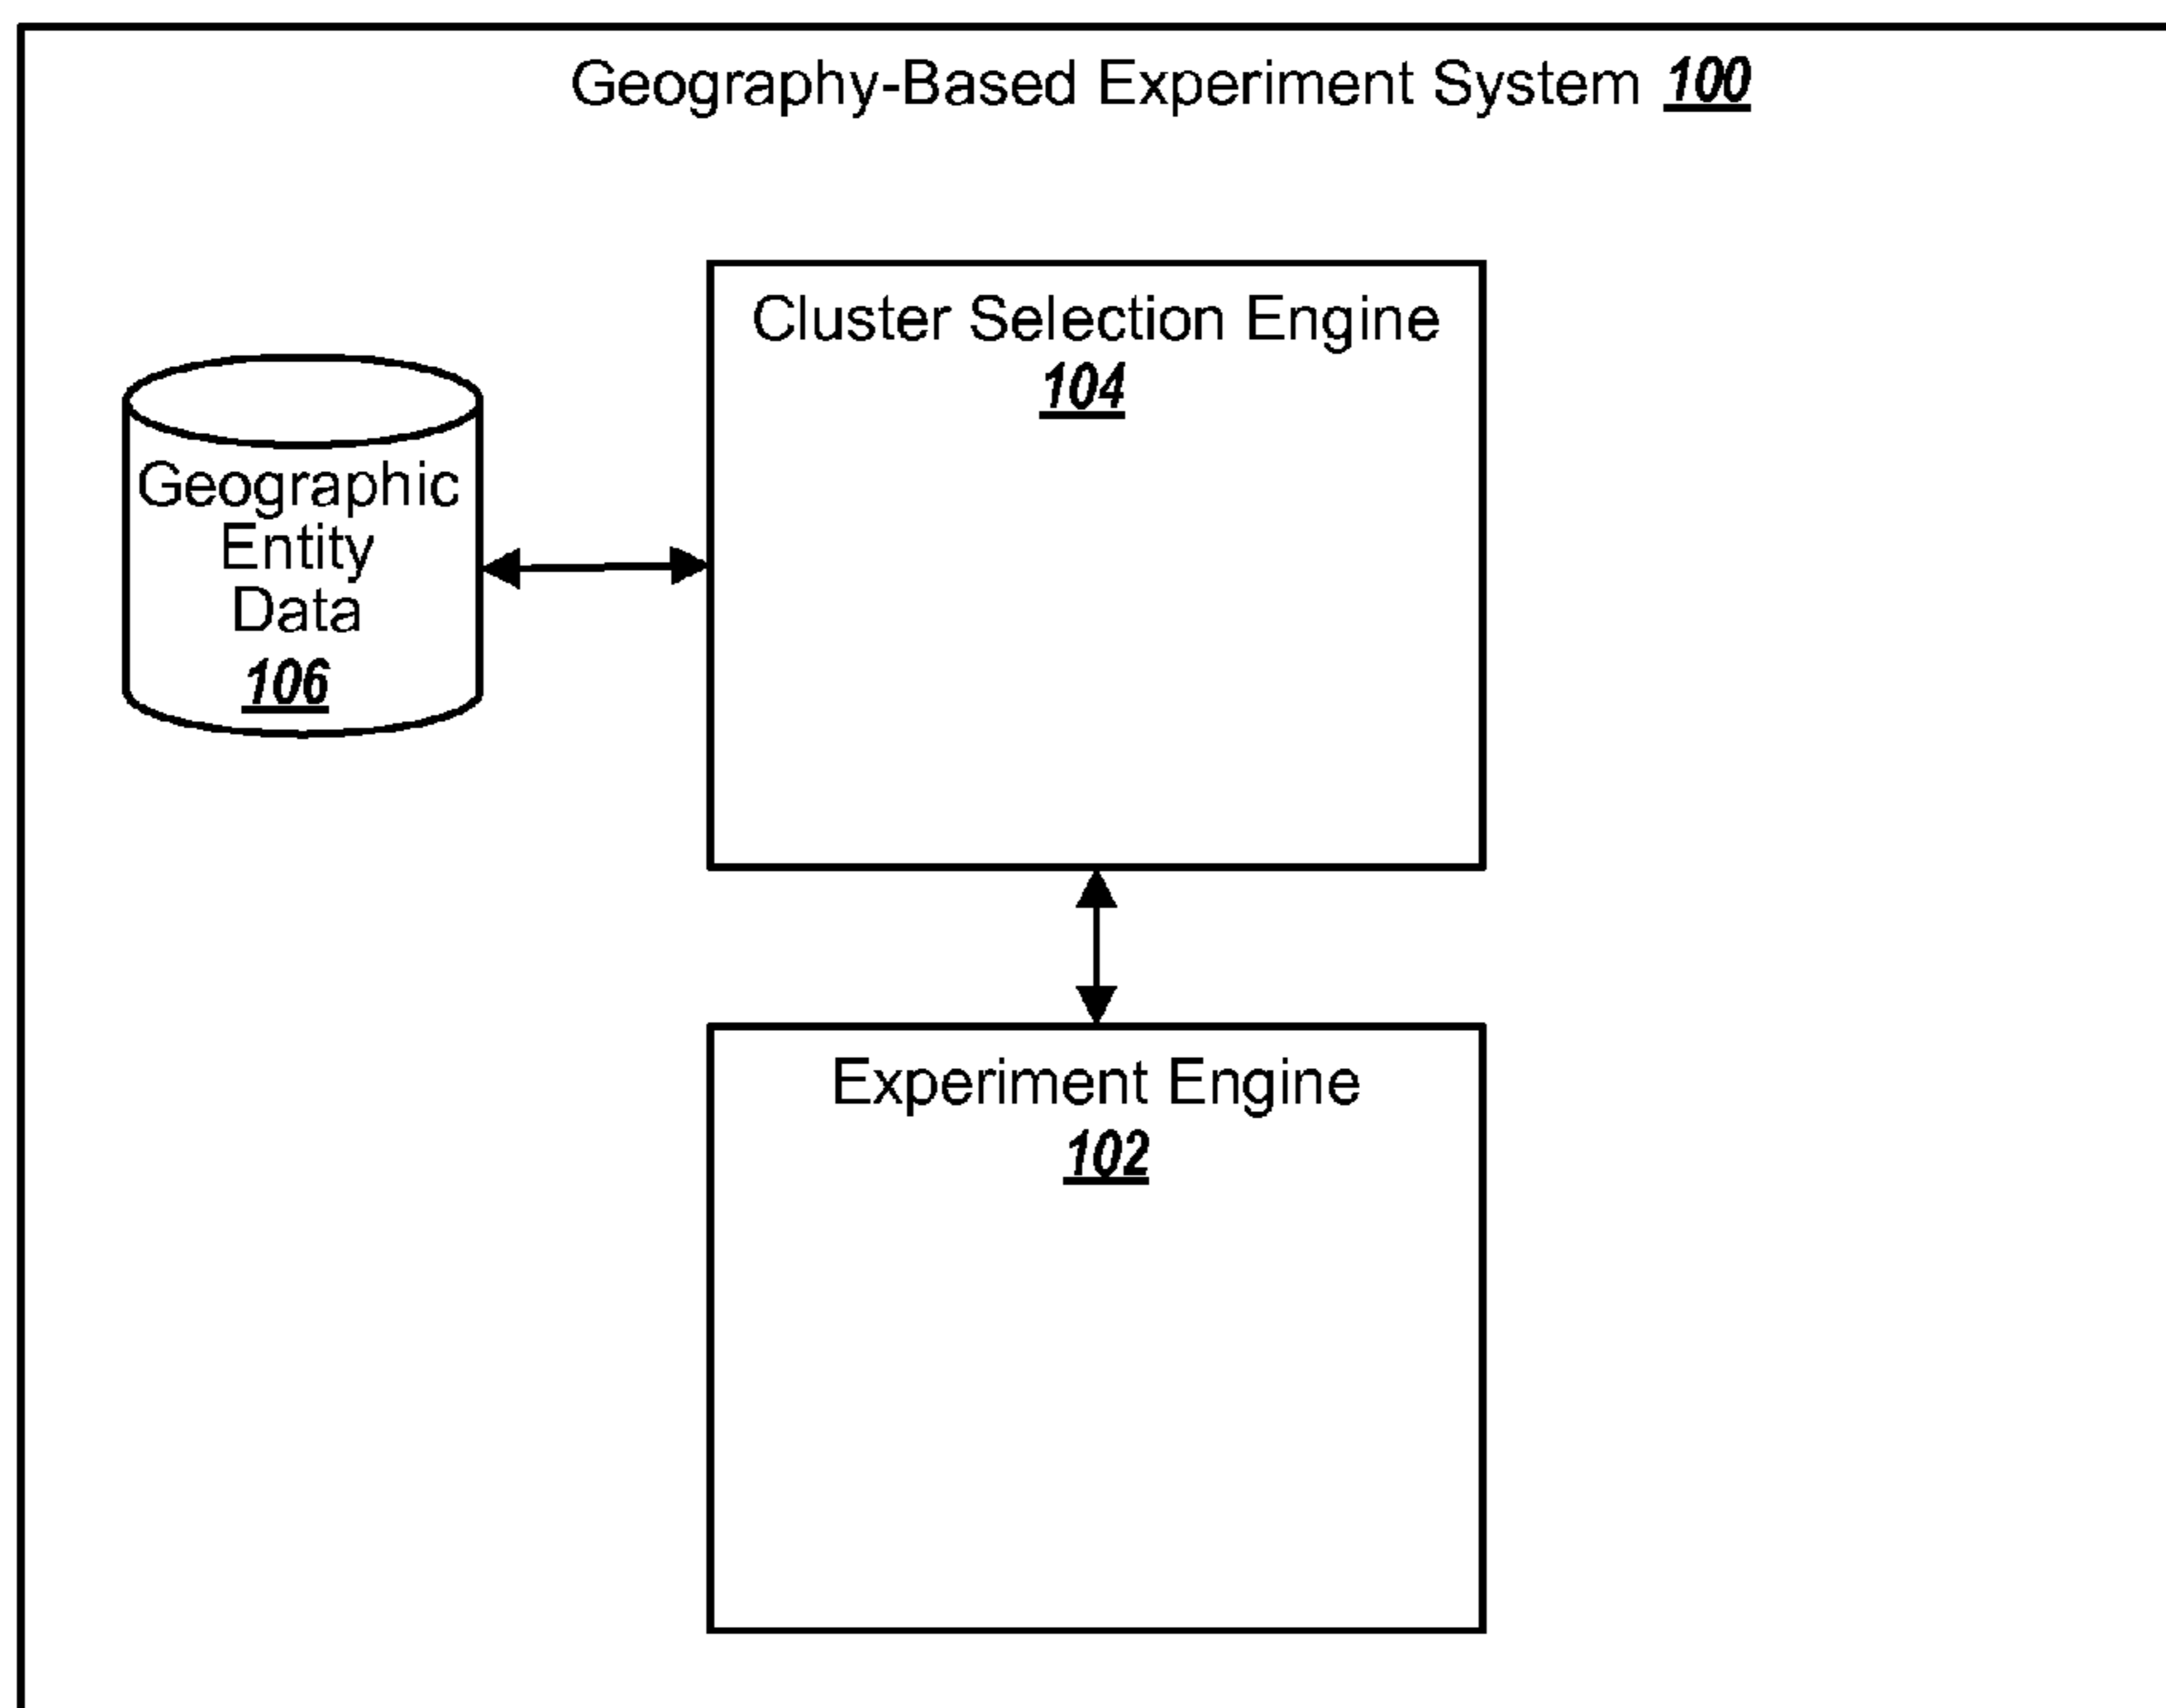 Geography-Based Experiment System 100
Cluster Selection Engine
104
Geographic
Entity
Data
106
Experiment Engine
102